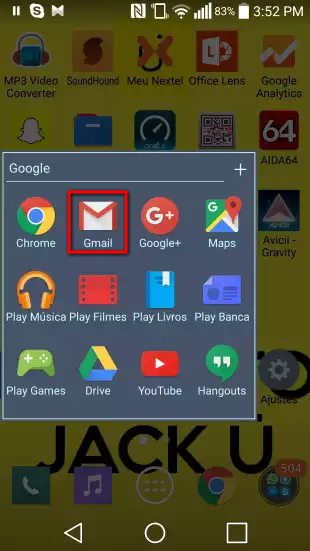 83% 3:52 PM
MP3 Video Converter
SoundHound
Meu Nextel
Office Lens
Google Analytics
64
AIDA64
Google +
Avicii - Gravity
Chrome
Gmail
Google+
Maps
Play Música
Play Filmes
Play Livros
Play Banca
Play Games
Drive
YouTube
Hangouts
Ajustes
JACK U
504